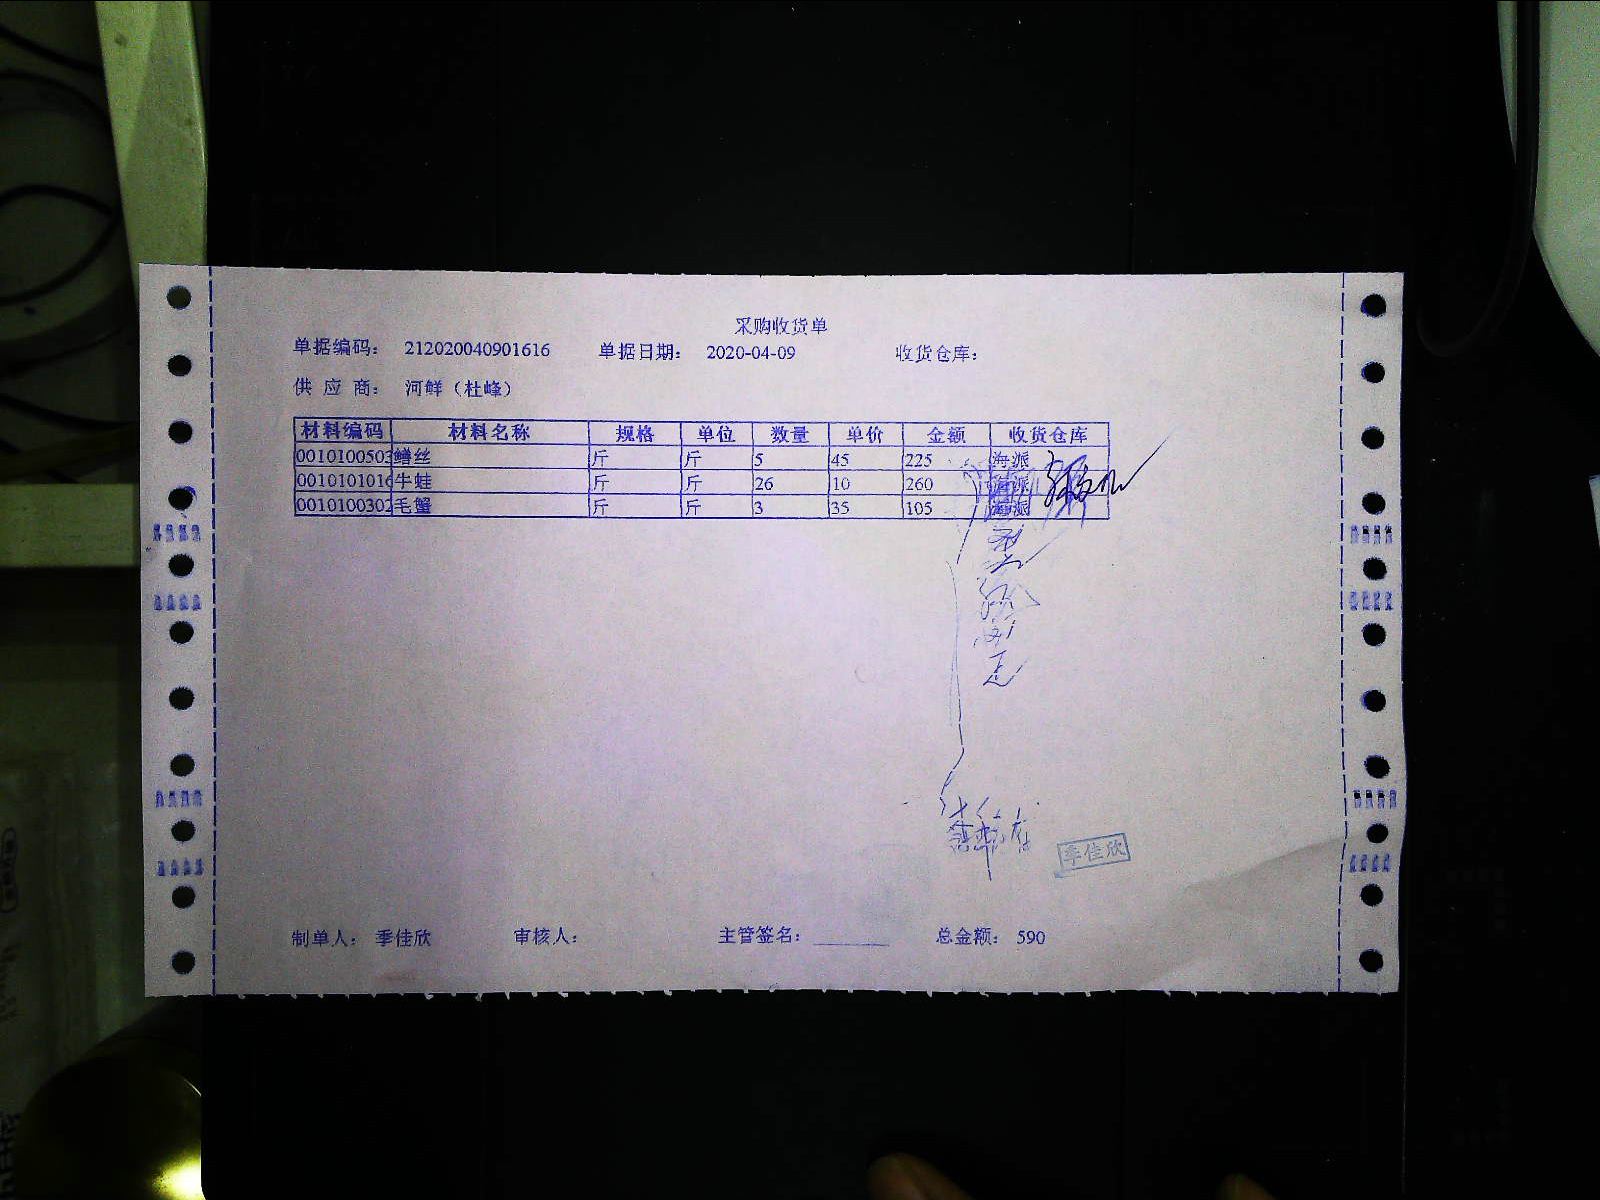 采购收货单
单据编码： 212020040901616 单据日期： 2020-04-09 收货仓库：
供 应 商： 河鲜（杜峰）
材料编码 材料名称 规格 单位 数量 单价 金额 收货仓库
0010100503 鳝丝 斤 斤 5 45 225 海派
0010101016 牛蛙 斤 斤 26 10 260 海派
0010100302 毛蟹 斤 斤 3 35 105 海派
季佳欣
制单人： 季佳欣 审核人： 主管签名： 总金额： 590